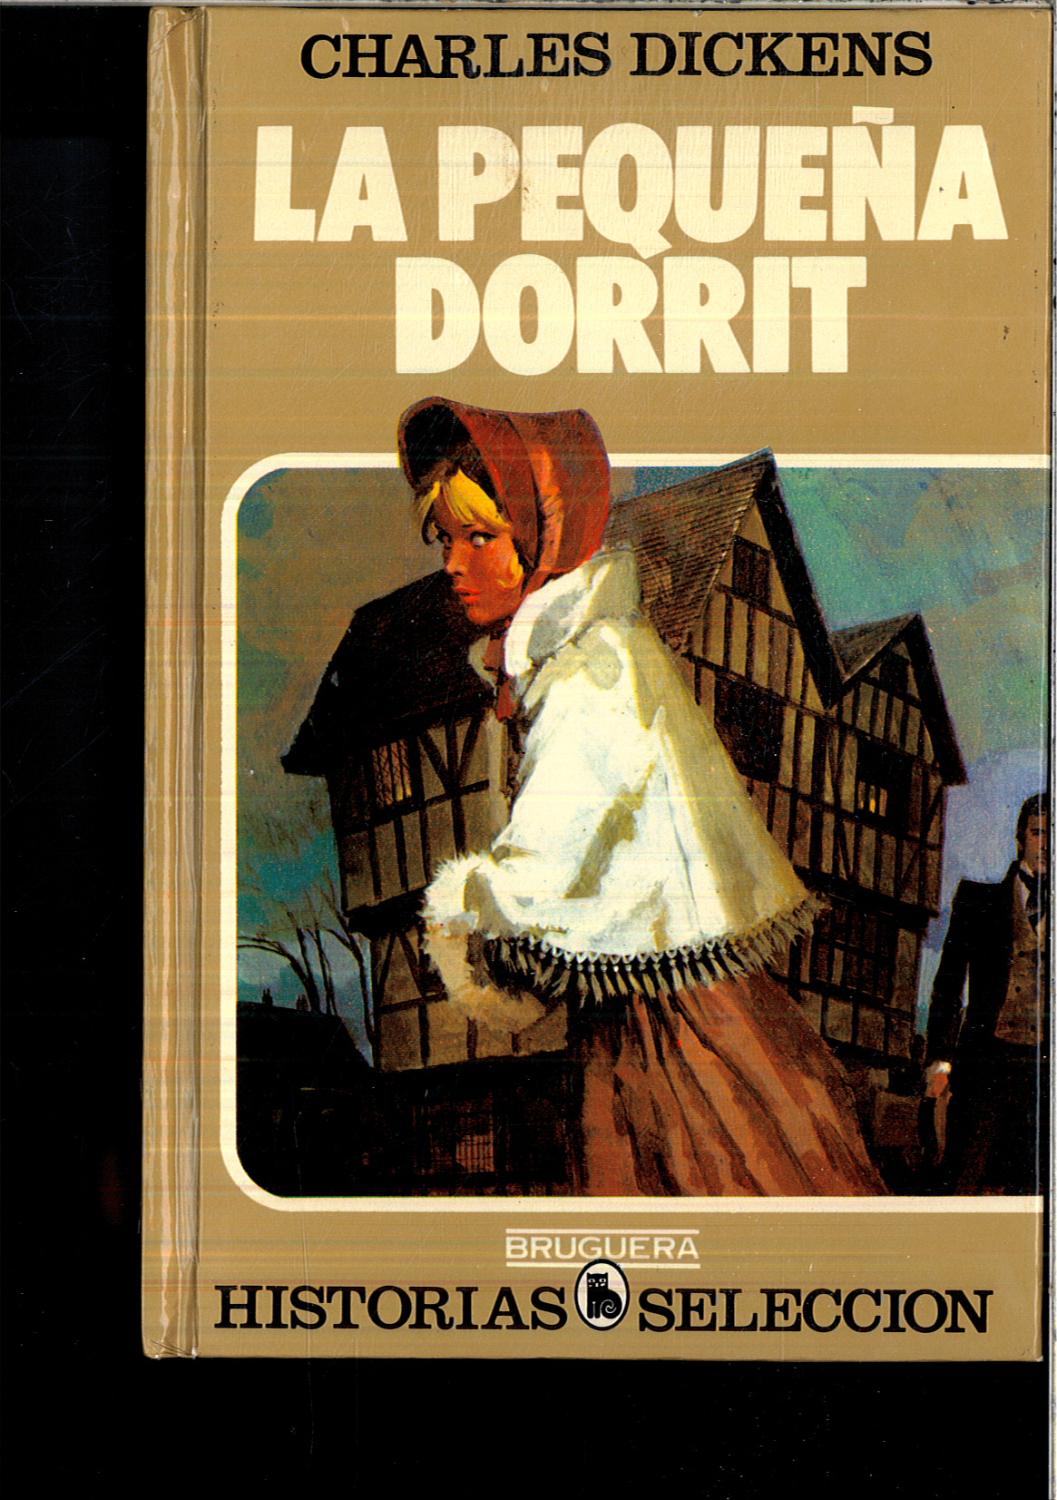 CHARLES DICKENS
LA PEQUEÑA
DORRIT
BRUGUERA
HISTORIAS SELECCION